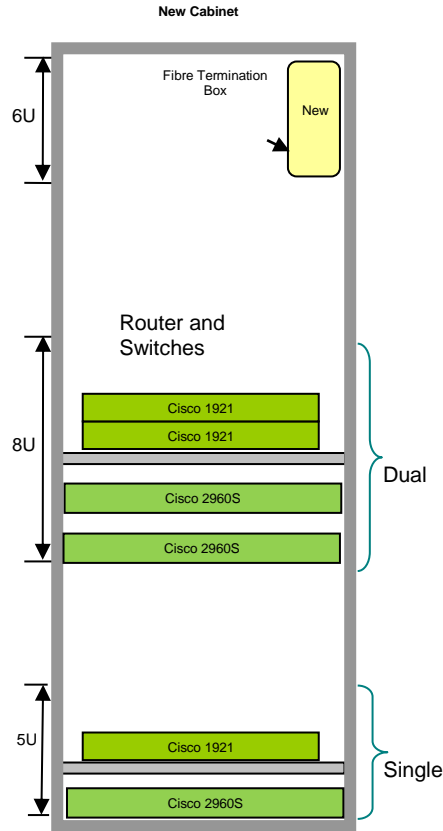 New Cabinet
Fibre Termination
Box
New
6U
Router and
Switches
8U
Cisco 1921
Cisco 1921
Cisco 2960S
Cisco 2960S
Dual
5U
Cisco 1921
Cisco 2960S
Single